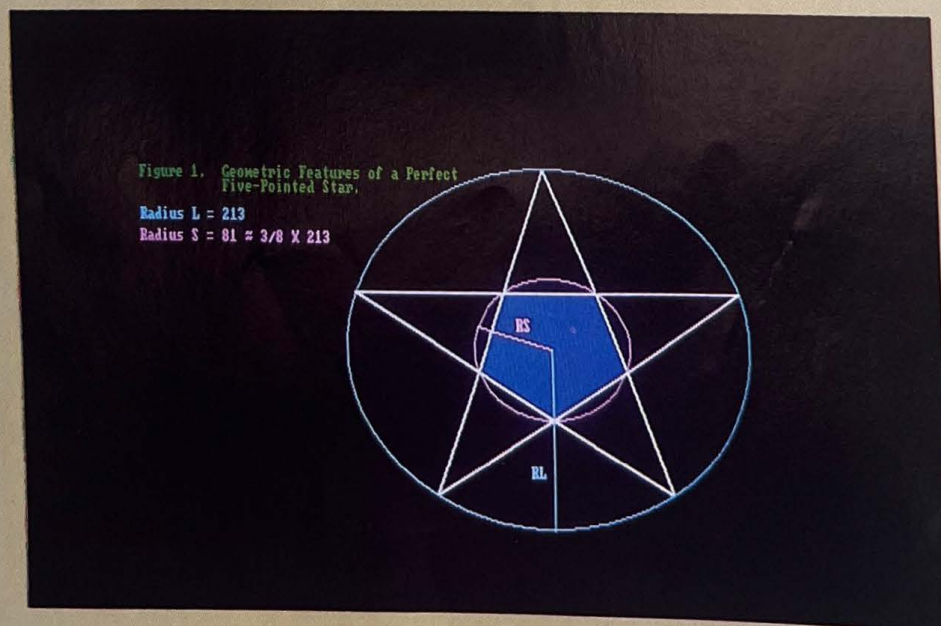 Figure 1. Geometric Features of a Perfect
Five-Pointed Star.
Radius L = 213
Radius S = 81 ≈ 3/8 X 213
RS
RL